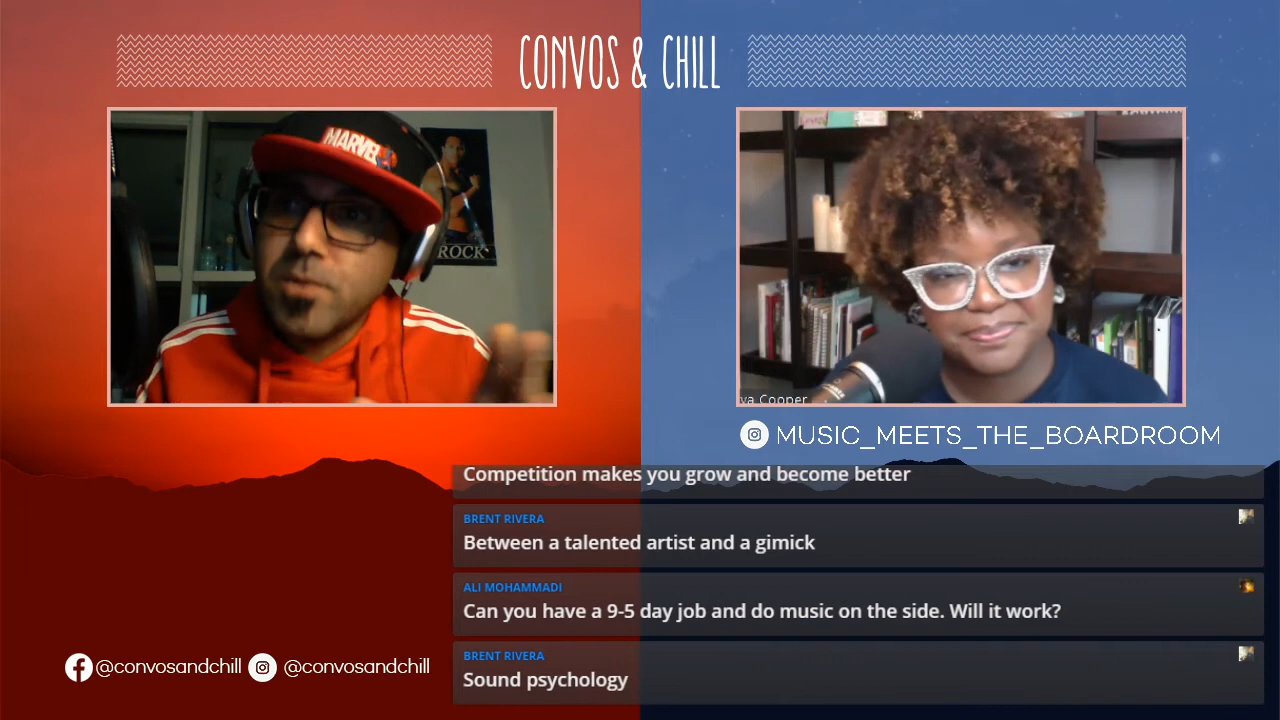 CONVOS & CHILL
MARVEL
ROCK
va Cooper
MUSIC_MEETS_THE_BOARDROOM
Competition makes you grow and become better
BRENT RIVERA
Between a talented artist and a gimick
ALI MOHAMMADI
Can you have a 9-5 day job and do music on the side. Will it work?
BRENT RIVERA
Sound psychology
@convosandchill @convosandchill